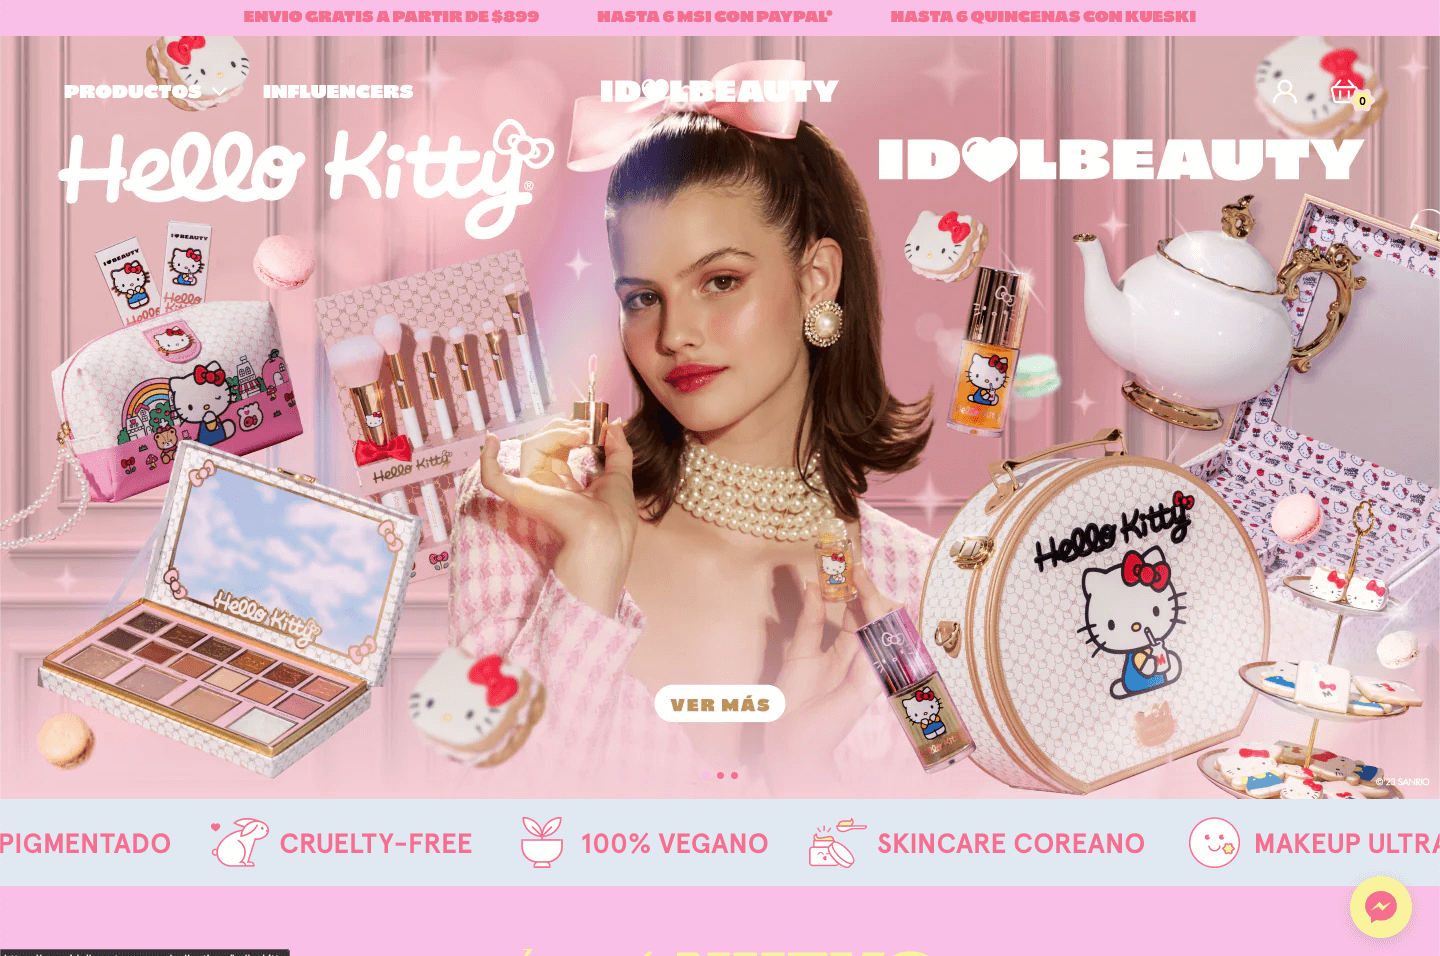 ENVIO GRATIS A PARTIR DE $899
HASTA 6 MSI CON PAYPAL*
HASTA 6 QUINCENAS CON KUESKI
PRODUCTOS
INFLUENCERS
IDOLBEAUTY
0
Hello Kitty®
IDOLBEAUTY
Hello Kitty
Hello Kitty
Hello Kitty
VER MÁS
©'23 SANRIO
PIGMENTADO
CRUELTY-FREE
100% VEGANO
SKINCARE COREANO
MAKEUP ULTRA